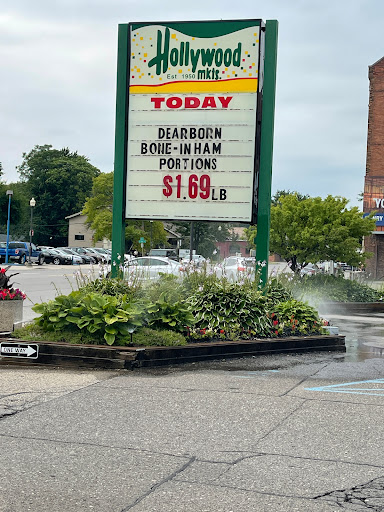 Hollywood
Est 1950 mkts.
TODAY
DEARBORN
BONE-IN HAM
PORTIONS
$1.69 LB
ONE WAY